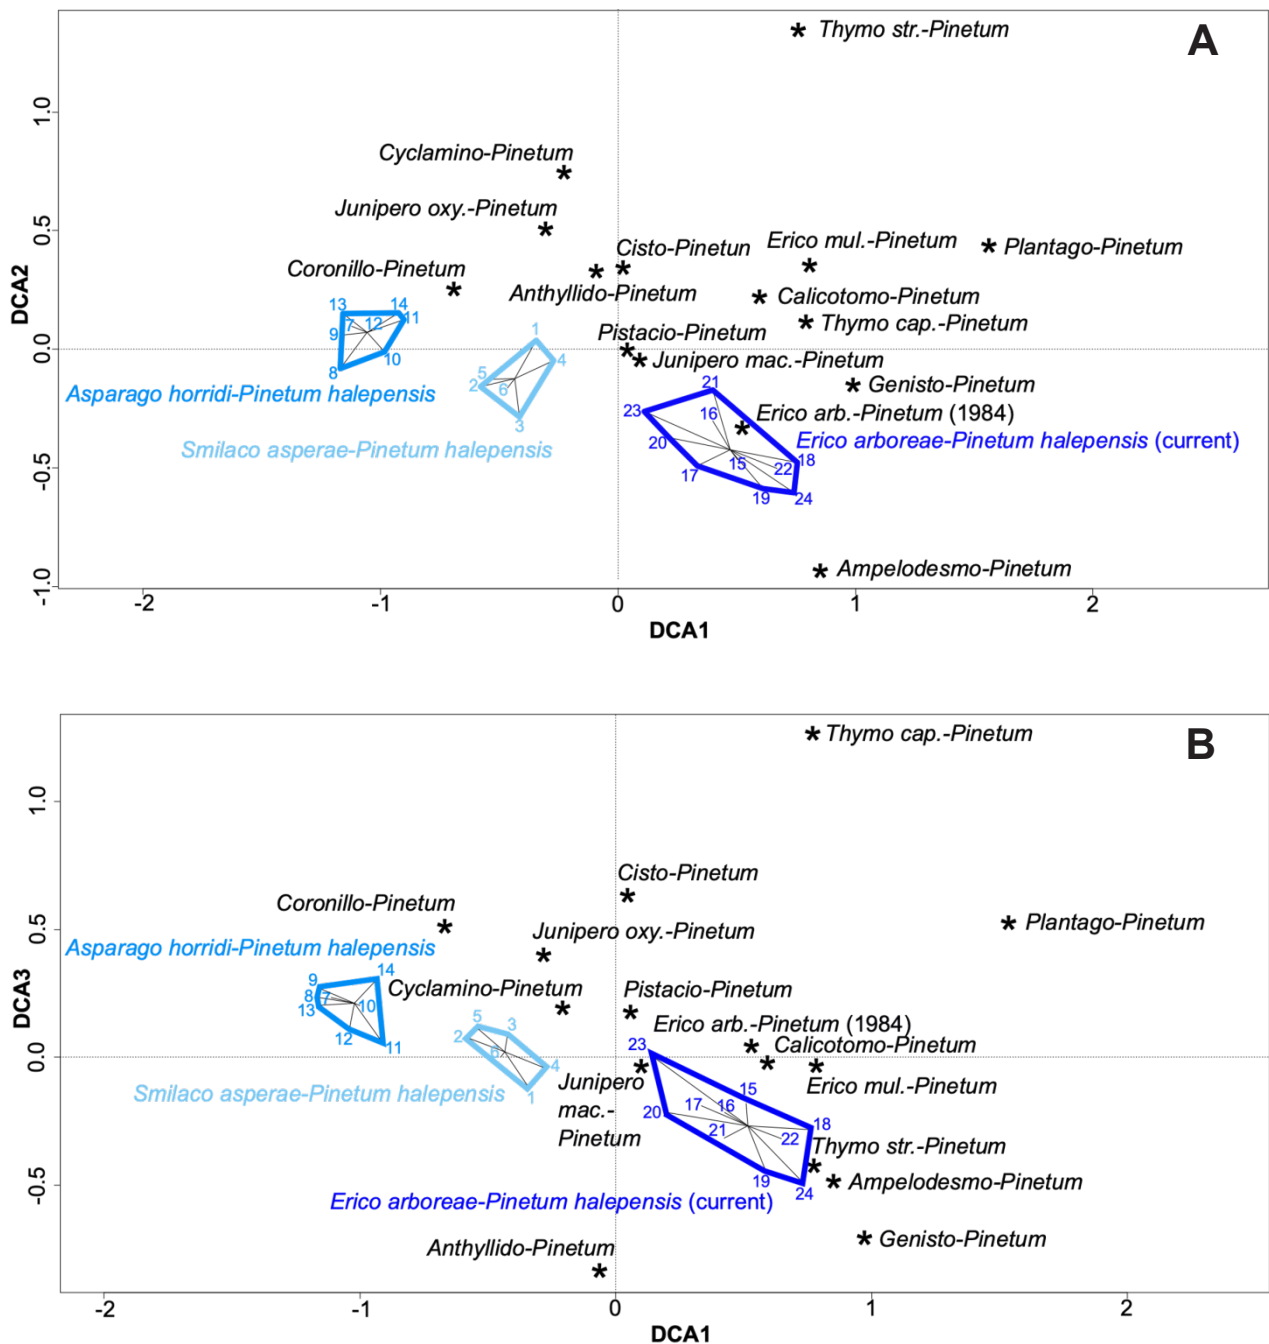 A
Thymo str.-Pinetum
1.0
Cyclamino-Pinetum
Junipero oxy.-Pinetum
0.5
Cisto-Pinetun
Erico mul.-Pinetum
Plantago-Pinetum
Coronillo-Pinetum
Anthyllido-Pinetum
Calicotomo-Pinetum
DCA2
13
14
7
12
11
Thymo cap.-Pinetum
9
1
Pistacio-Pinetum
0.0
10
4
Junipero mac.-Pinetum
8
5
2
6
21
Genisto-Pinetum
Asparago horridi-Pinetum halepensis
23
16
Erico arb.-Pinetum (1984)
3
20
Erico arboreae-Pinetum halepensis (current)
Smilaco asperae-Pinetum halepensis
15
18
17
22
-0.5
19
24
Ampelodesmo-Pinetum
-1.0
-2
-1
0
1
2
DCA1
B
Thymo cap.-Pinetum
1.0
Cisto-Pinetum
Coronillo-Pinetum
Plantago-Pinetum
0.5
Junipero oxy.-Pinetum
Asparago horridi-Pinetum halepensis
14
9
Cyclamino-Pinetum
Pistacio-Pinetum
8
7
10
13
DCA3
5
3
Erico arb.-Pinetum (1984)
12
2
23
Calicotomo-Pinetum
11
6
0.0
4
Junipero
mac.-
Pinetum
Erico mul.-Pinetum
Smilaco asperae-Pinetum halepensis
1
15
17
16
20
18
21
22
Thymo str.-Pinetum
19
24
Ampelodesmo-Pinetum
-0.5
Erico arboreae-Pinetum halepensis (current)
Genisto-Pinetum
Anthyllido-Pinetum
-2
-1
0
1
2
DCA1